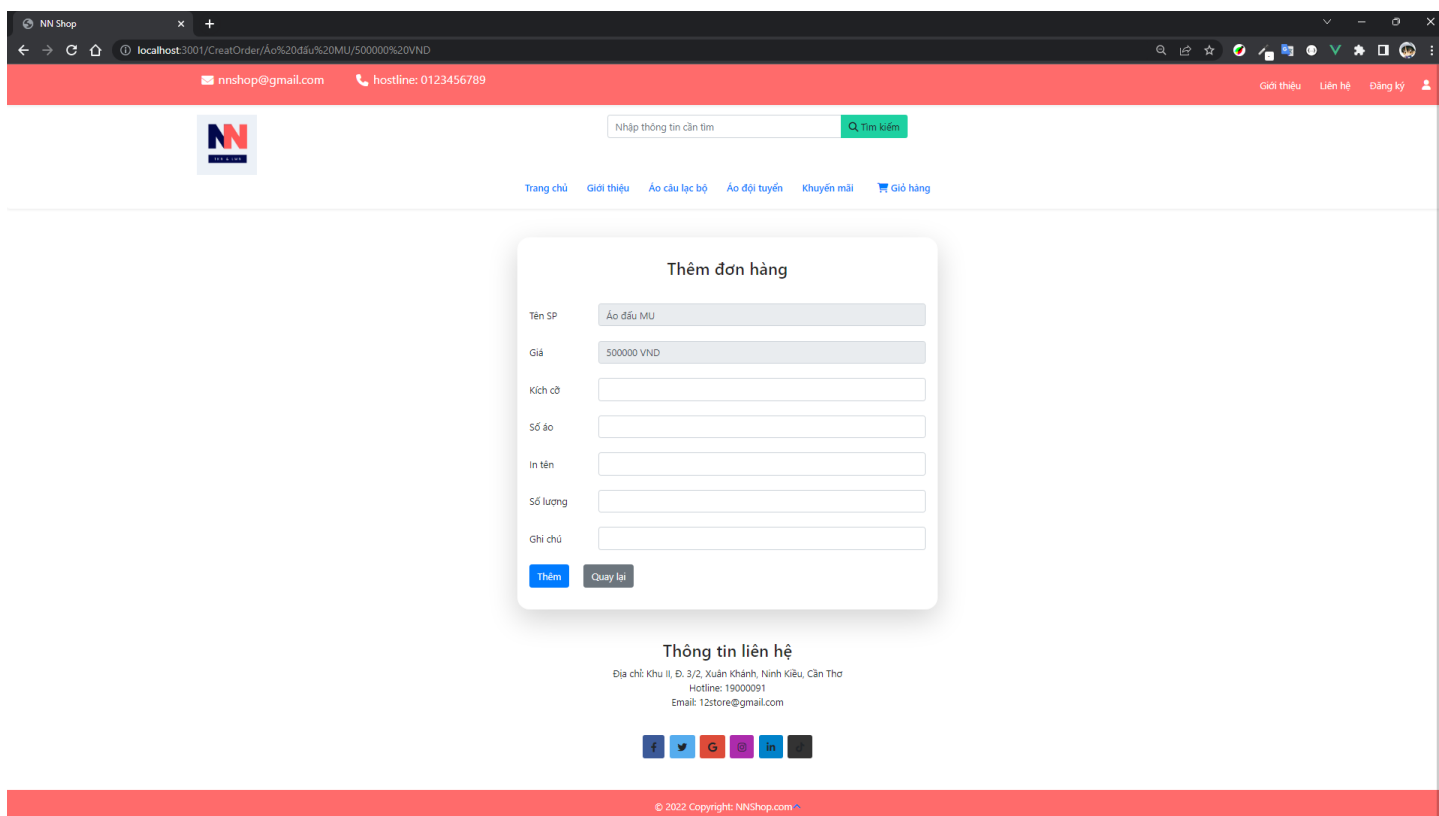 NN Shop
localhost:3001/CreatOrder/Áo%20đấu%20MU/500000%20VND
nnshop@gmail.com hostline: 0123456789
Giới thiệu Liên hệ Đăng ký
NN
Nhập thông tin cần tìm Tìm kiếm
Trang chủ Giới thiệu Áo câu lạc bộ Áo đội tuyển Khuyến mãi Giỏ hàng
Thêm đơn hàng
Tên SP Áo đấu MU
Giá 500000 VND
Kích cỡ
Số áo
In tên
Số lượng
Ghi chú
Thêm Quay lại
Thông tin liên hệ
Địa chỉ: Khu II, Đ. 3/2, Xuân Khánh, Ninh Kiều, Cần Thơ
Hotline: 19000091
Email: 12store@gmail.com
© 2022 Copyright: NNShop.com